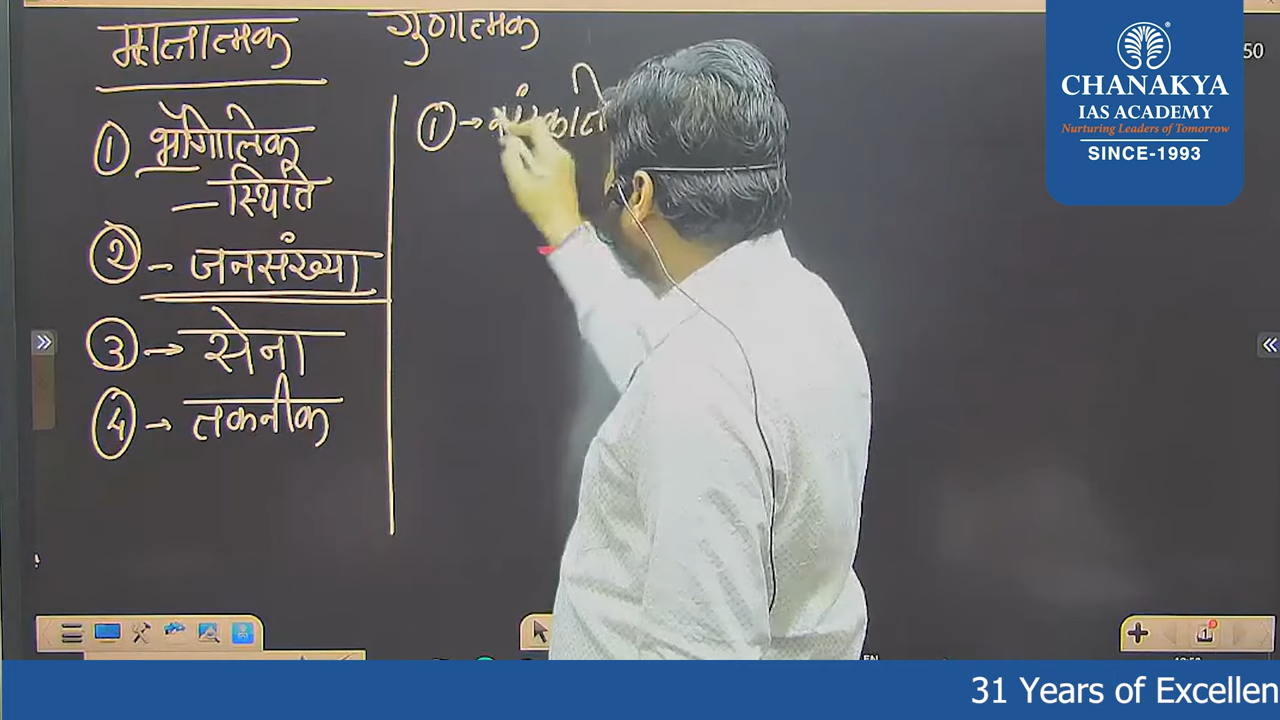 मात्रात्मक
गुणात्मक
① भौगोलिक
— स्थिति
② – जनसंख्या
③ → सेना
④ → तकनीक
① →
50
CHANAKYA
IAS ACADEMY
Nurturing Leaders of Tomorrow
SINCE-1993
31 Years of Excellen